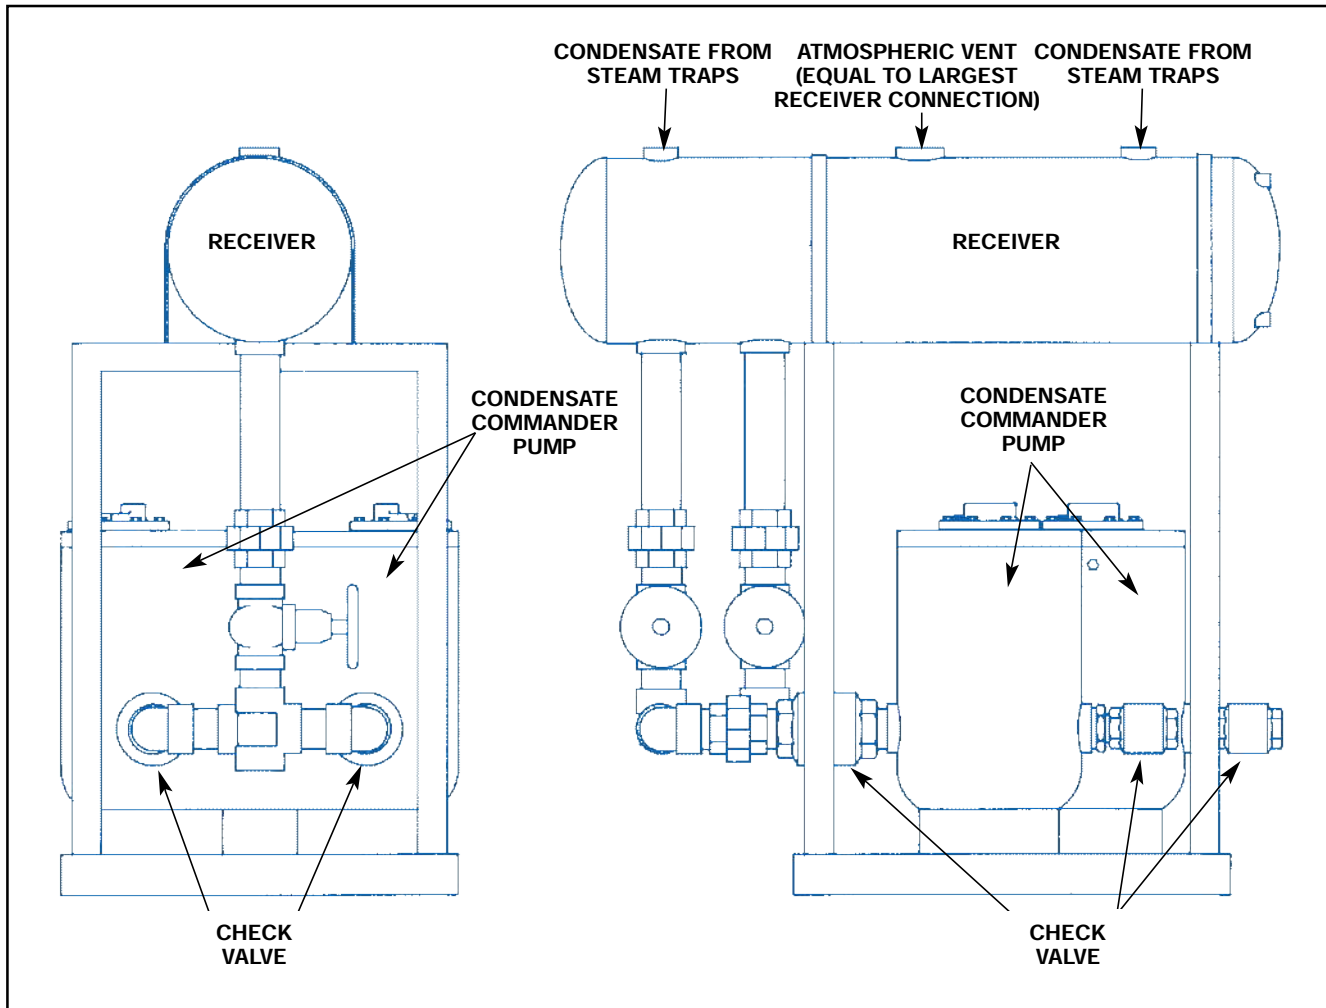 CONDENSATE FROM
STEAM TRAPS
ATMOSPHERIC VENT
(EQUAL TO LARGEST
RECEIVER CONNECTION)
CONDENSATE FROM
STEAM TRAPS
RECEIVER
RECEIVER
CONDENSATE
COMMANDER
PUMP
CONDENSATE
COMMANDER
PUMP
CHECK
VALVE
CHECK
VALVE